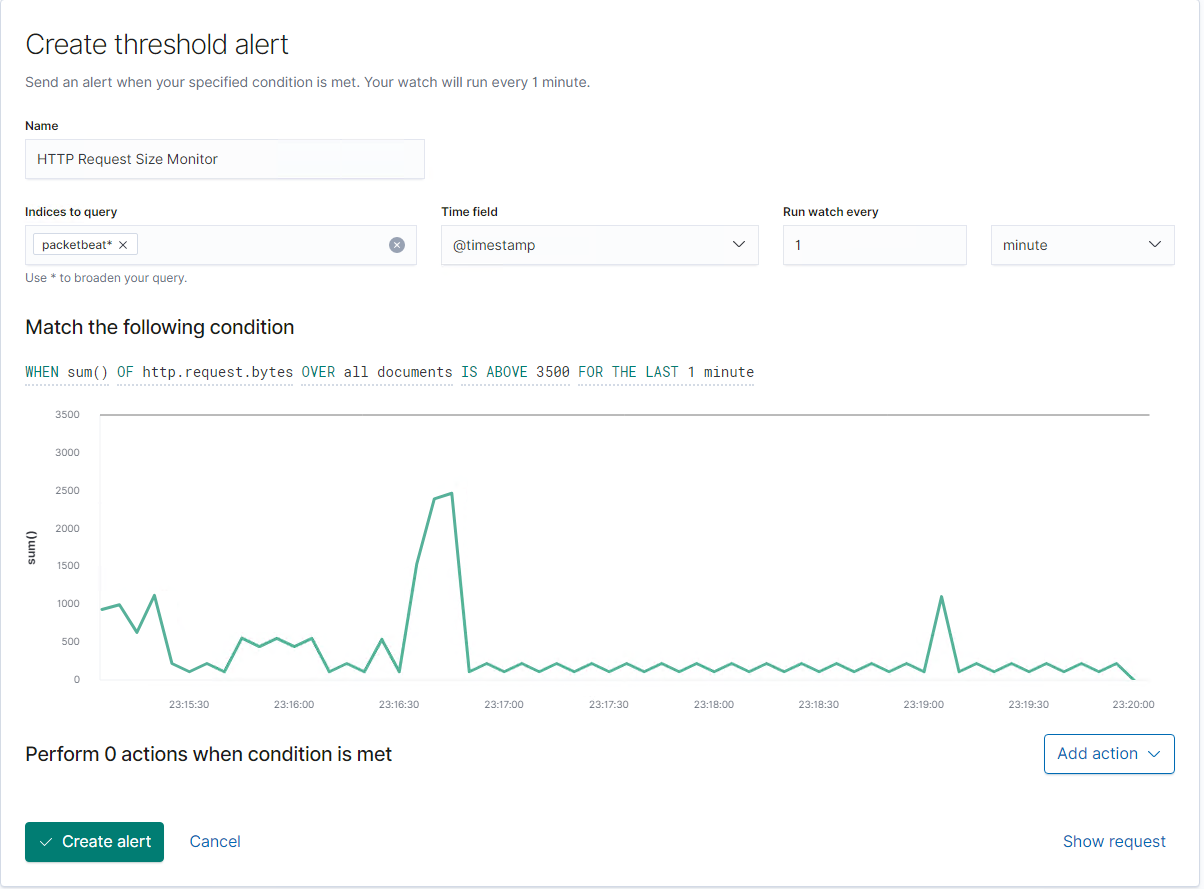 Create threshold alert
Send an alert when your specified condition is met. Your watch will run every 1 minute.
Name
HTTP Request Size Monitor
Indices to query
Time field
Run watch every
packetbeat*
@timestamp
1
minute
Use * to broaden your query.
Match the following condition
WHEN sum() OF http.request.bytes OVER all documents IS ABOVE 3500 FOR THE LAST 1 minute
3500
3000
2500
2000
1500
1000
500
0
sum()
23:15:30 23:16:00 23:16:30 23:17:00 23:17:30 23:18:00 23:18:30 23:19:00 23:19:30 23:20:00
Perform 0 actions when condition is met
Add action
Create alert
Cancel
Show request